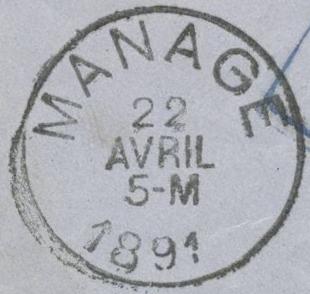 MANAGE
22
AVRIL
5-M
1891